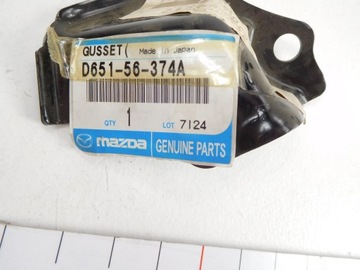 GUSSET( Made in Japan
D651-56-374A
1
QTY LOT 7124
mazda GENUINE PARTS